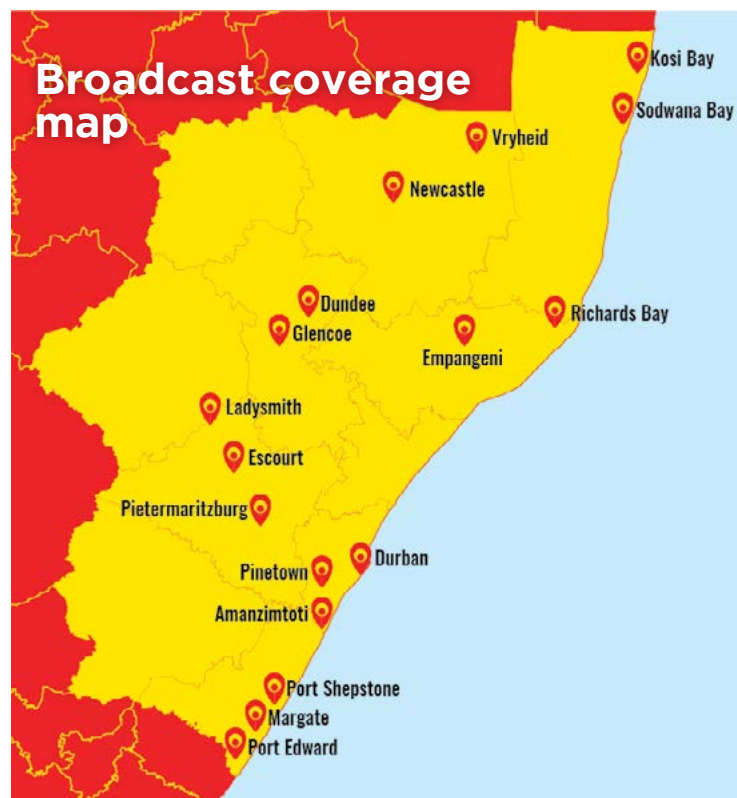 Broadcast coverage
map
Kosi Bay
Sodwana Bay
Vryheid
Newcastle
Dundee
Richards Bay
Glencoe
Empangeni
Ladysmith
Escourt
Pietermaritzburg
Durban
Pinetown
Amanzimtoti
Port Shepstone
Margate
Port Edward